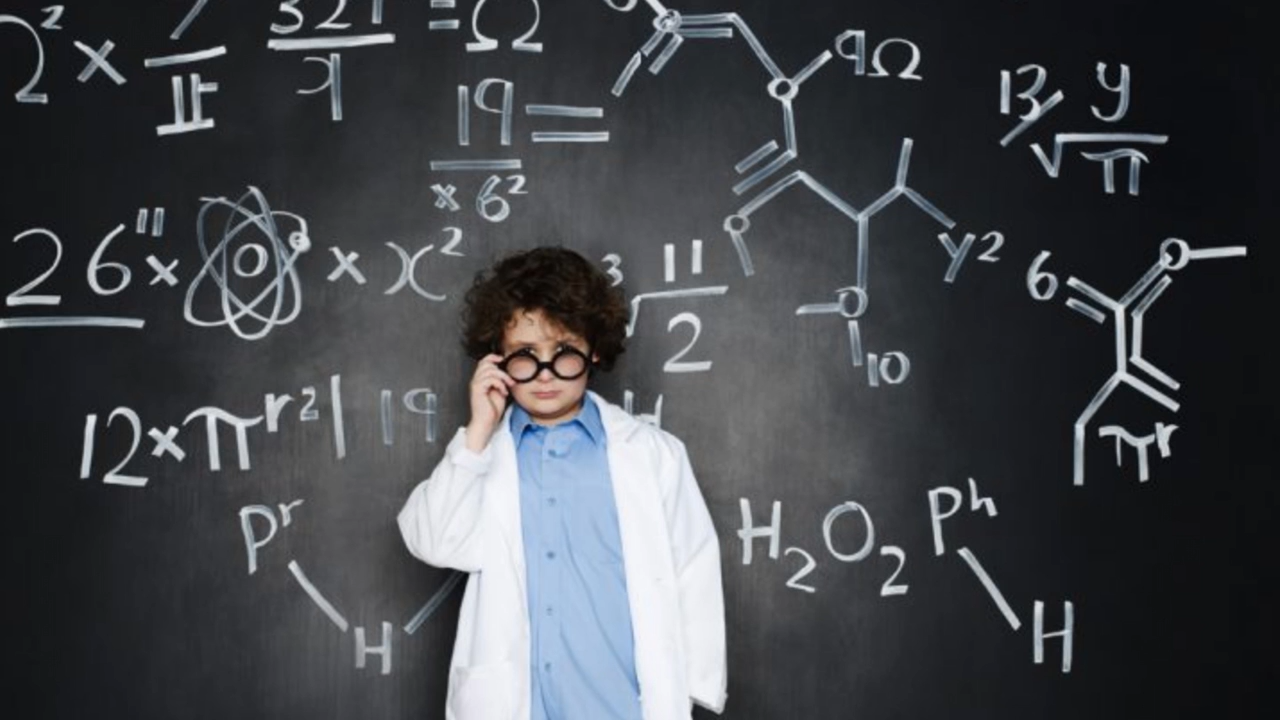 2² ×
321
x
= Ω
19 =
× 6²
9Ω
13/ y
√π
26" × × x²
³√11
2
y²
6
10
12×πr²| 19
πr
Pr
H
H₂O₂
Ph
H